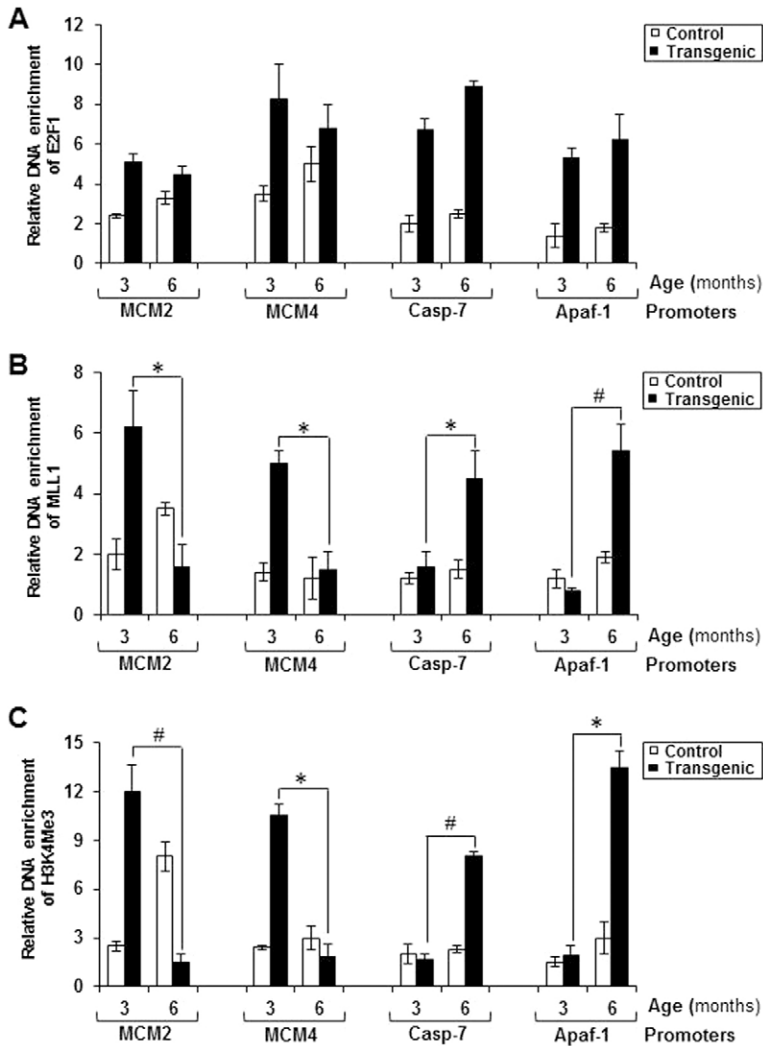 A
Relative DNA enrichment
of E2F1
12
10
8
6
4
2
0
Control
Transgenic
3 6 3 6 3 6 3 6 Age (months)
MCM2 MCM4 Casp-7 Apaf-1 Promoters
B
Relative DNA enrichment
of MLL1
8
6
4
2
0
* * * #
Control
Transgenic
3 6 3 6 3 6 3 6 Age (months)
MCM2 MCM4 Casp-7 Apaf-1 Promoters
C
Relative DNA enrichment
of H3K4Me3
15
12
9
6
3
0
# * # *
Control
Transgenic
3 6 3 6 3 6 3 6 Age (months)
MCM2 MCM4 Casp-7 Apaf-1 Promoters